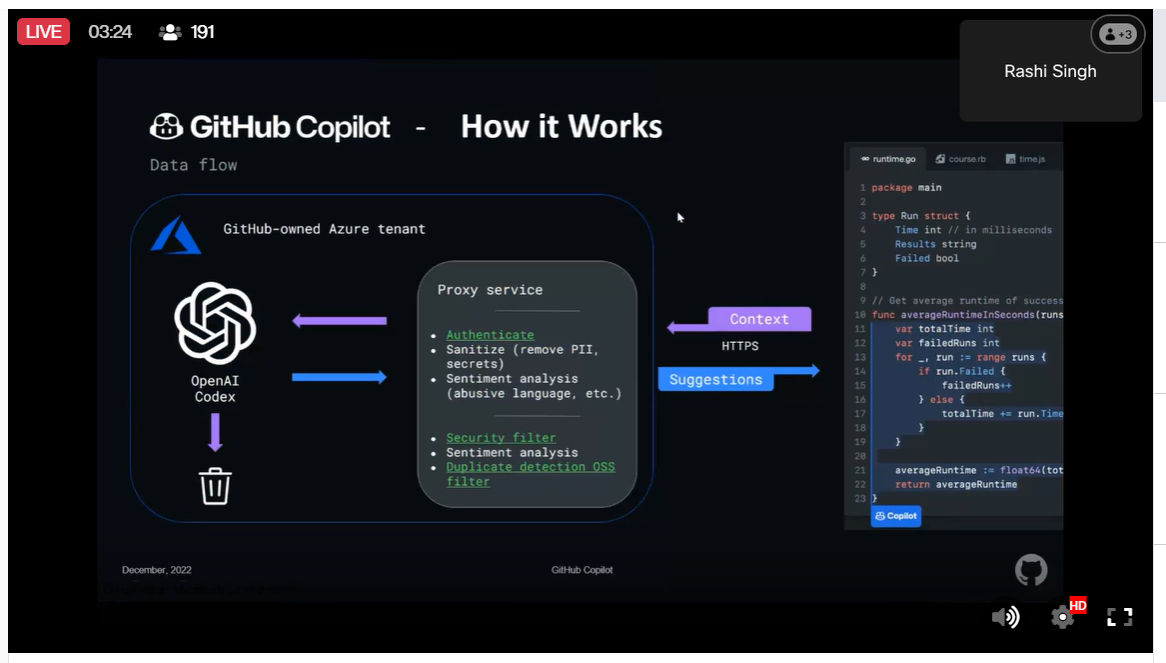 LIVE 03:24 191
+3
Rashi Singh
GitHub Copilot - How it Works
Data flow
GitHub-owned Azure tenant
OpenAI
Codex
Proxy service
• Authenticate
• Sanitize (remove PII,
secrets)
• Sentiment analysis
(abusive language, etc.)
• Security filter
• Sentiment analysis
• Duplicate detection OSS
filter
Context
HTTPS
Suggestions
runtime.go course.rb time.js
1 package main
2
3 type Run struct {
4 Time int // in milliseconds
5 Results string
6 Failed bool
7 }
8
9 // Get average runtime of success
10 func averageRuntimeInSeconds(runs
11 var totalTime int
12 var failedRuns int
13 for _, run := range runs {
14 if run.Failed {
15 failedRuns++
16 } else {
17 totalTime += run.Time
18 }
19 }
20
21 averageRuntime := float64(tot
22 return averageRuntime
23 }
Copilot
December, 2022
GitHub Copilot
HD